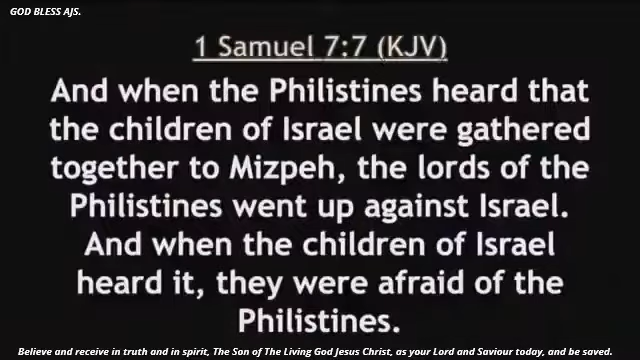 GOD BLESS AJS.
1 Samuel 7:7 (KJV)
And when the Philistines heard that
the children of Israel were gathered
together to Mizpeh, the lords of the
Philistines went up against Israel.
And when the children of Israel
heard it, they were afraid of the
Philistines.
Believe and receive in truth and in spirit, The Son of The Living God Jesus Christ, as your Lord and Saviour today, and be saved.